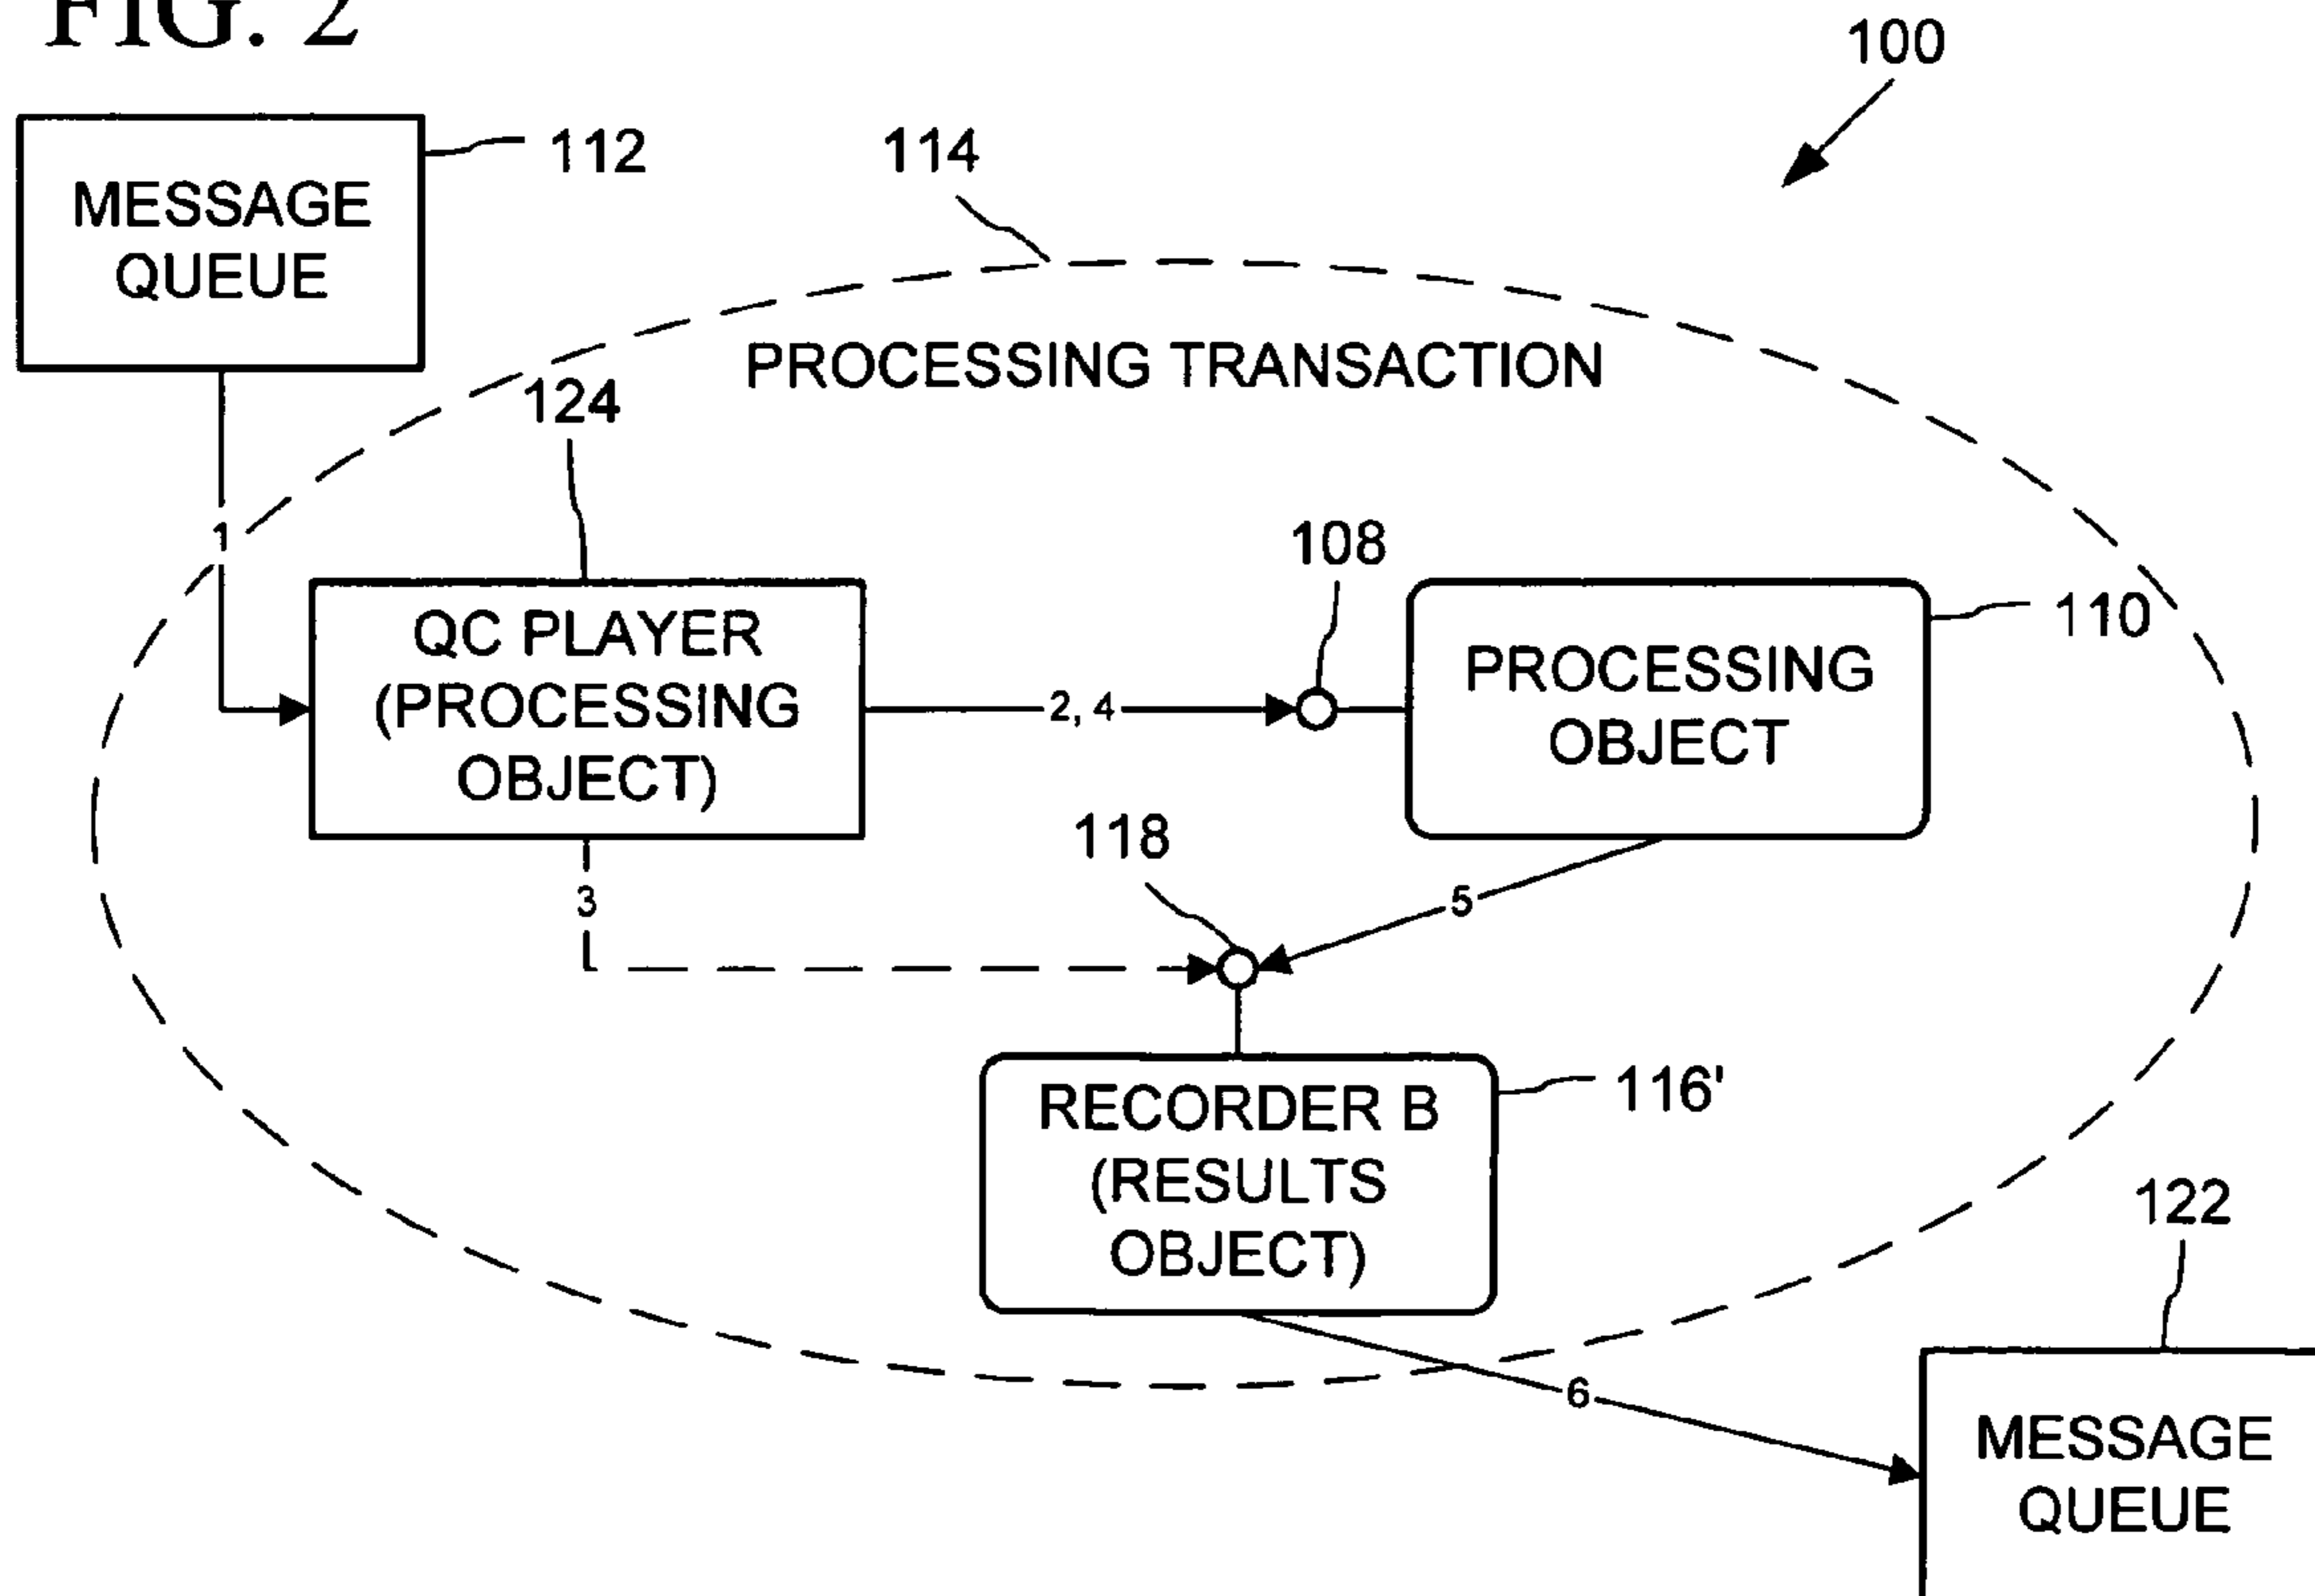 FIG. 2
100
112
114
MESSAGE
QUEUE
PROCESSING TRANSACTION
124
1
108
110
QC PLAYER
(PROCESSING
OBJECT)
2, 4
PROCESSING
OBJECT
118
3
5
116'
RECORDER B
(RESULTS
OBJECT)
122
6
MESSAGE
QUEUE